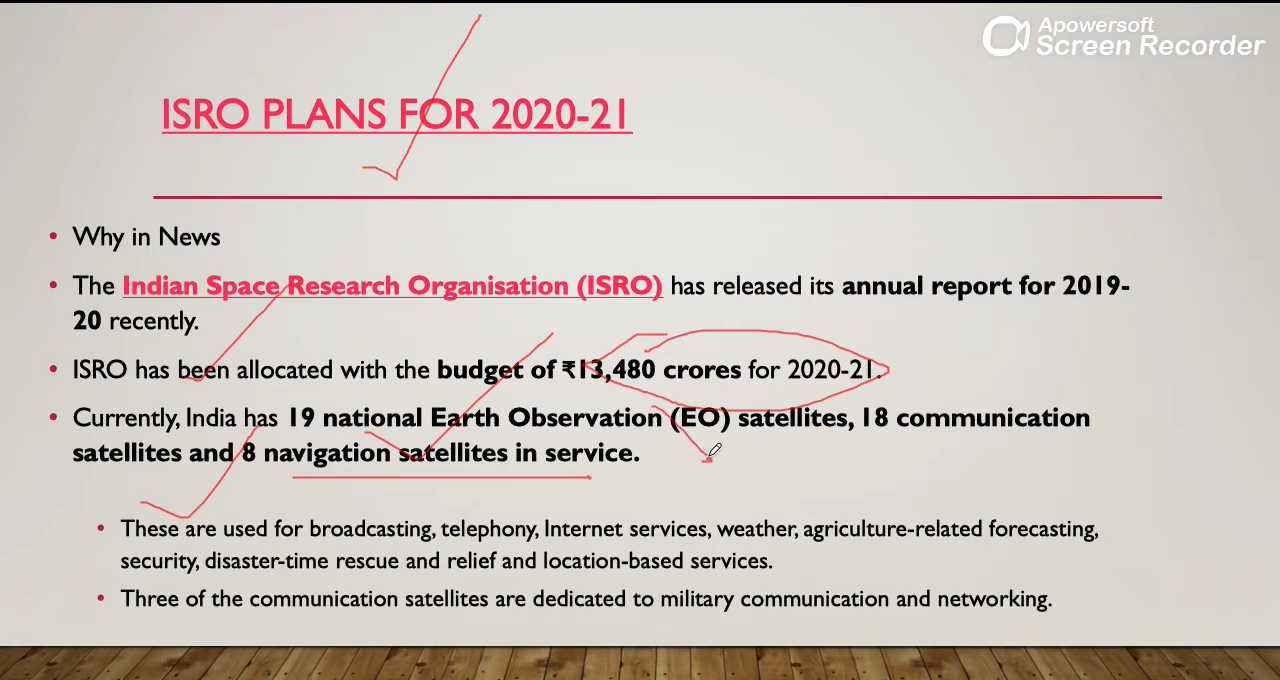 Apowersoft
Screen Recorder
ISRO PLANS FOR 2020-21
• Why in News
• The Indian Space Research Organisation (ISRO) has released its annual report for 2019-
20 recently.
• ISRO has been allocated with the budget of ₹13,480 crores for 2020-21.
• Currently, India has 19 national Earth Observation (EO) satellites, 18 communication
satellites and 8 navigation satellites in service.
• These are used for broadcasting, telephony, Internet services, weather, agriculture-related forecasting,
security, disaster-time rescue and relief and location-based services.
• Three of the communication satellites are dedicated to military communication and networking.